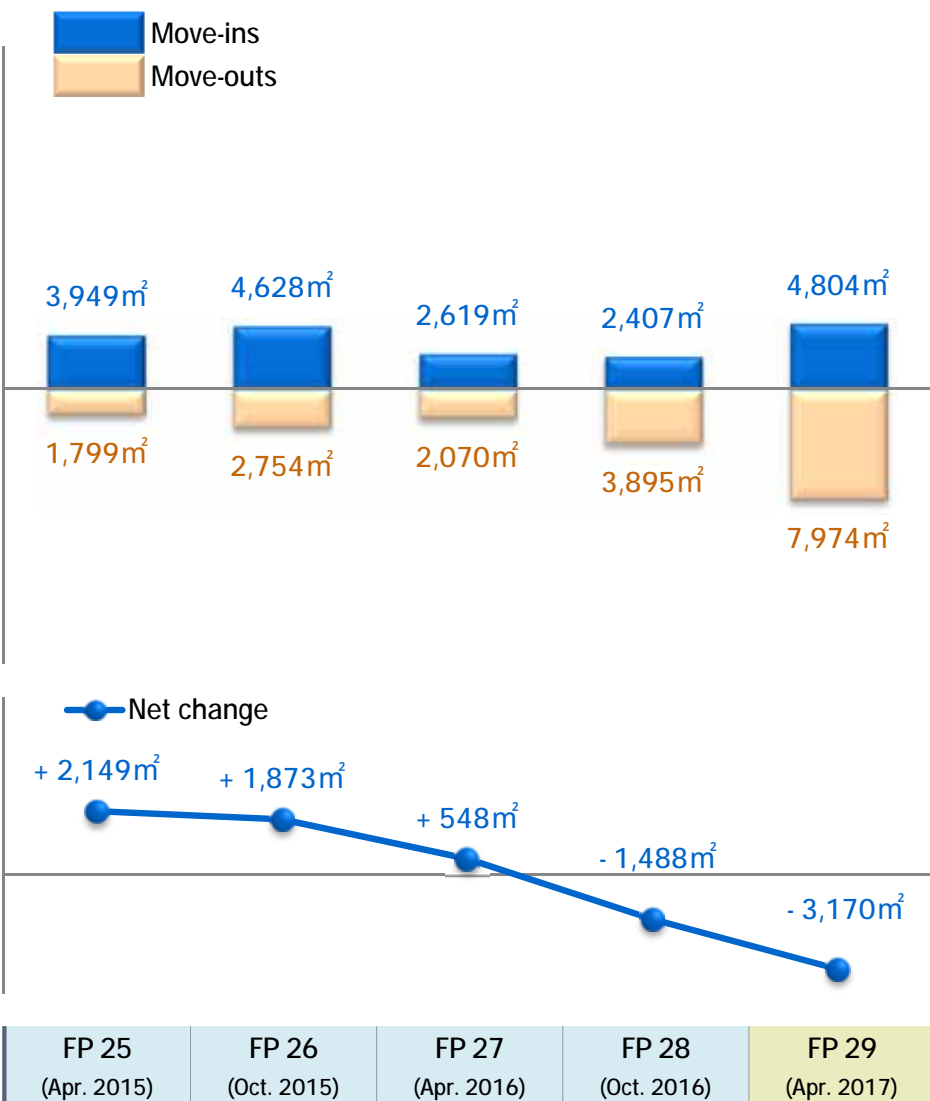 Move-ins
Move-outs
3,949㎡ 4,628㎡ 2,619㎡ 2,407㎡ 4,804㎡
1,799㎡ 2,754㎡ 2,070㎡ 3,895㎡ 7,974㎡
Net change
+ 2,149㎡ + 1,873㎡ + 548㎡ - 1,488㎡ - 3,170㎡
FP 25 FP 26 FP 27 FP 28 FP 29
(Apr. 2015) (Oct. 2015) (Apr. 2016) (Oct. 2016) (Apr. 2017)